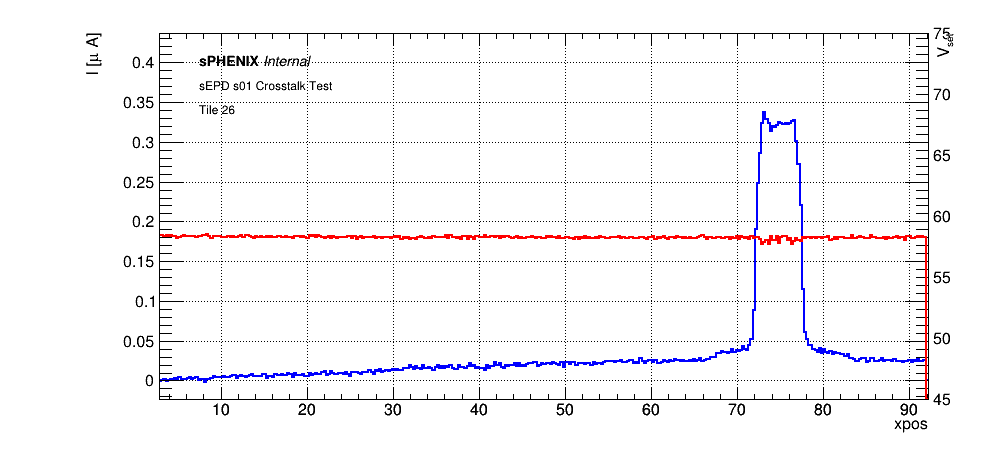 I [μ A]
sPHENIX Internal
sEPD s01 Crosstalk Test
Tile 26
0.4
0.35
0.3
0.25
0.2
0.15
0.1
0.05
0
75
V_set
70
65
60
55
50
45
10 20 30 40 50 60 70 80 90
xpos